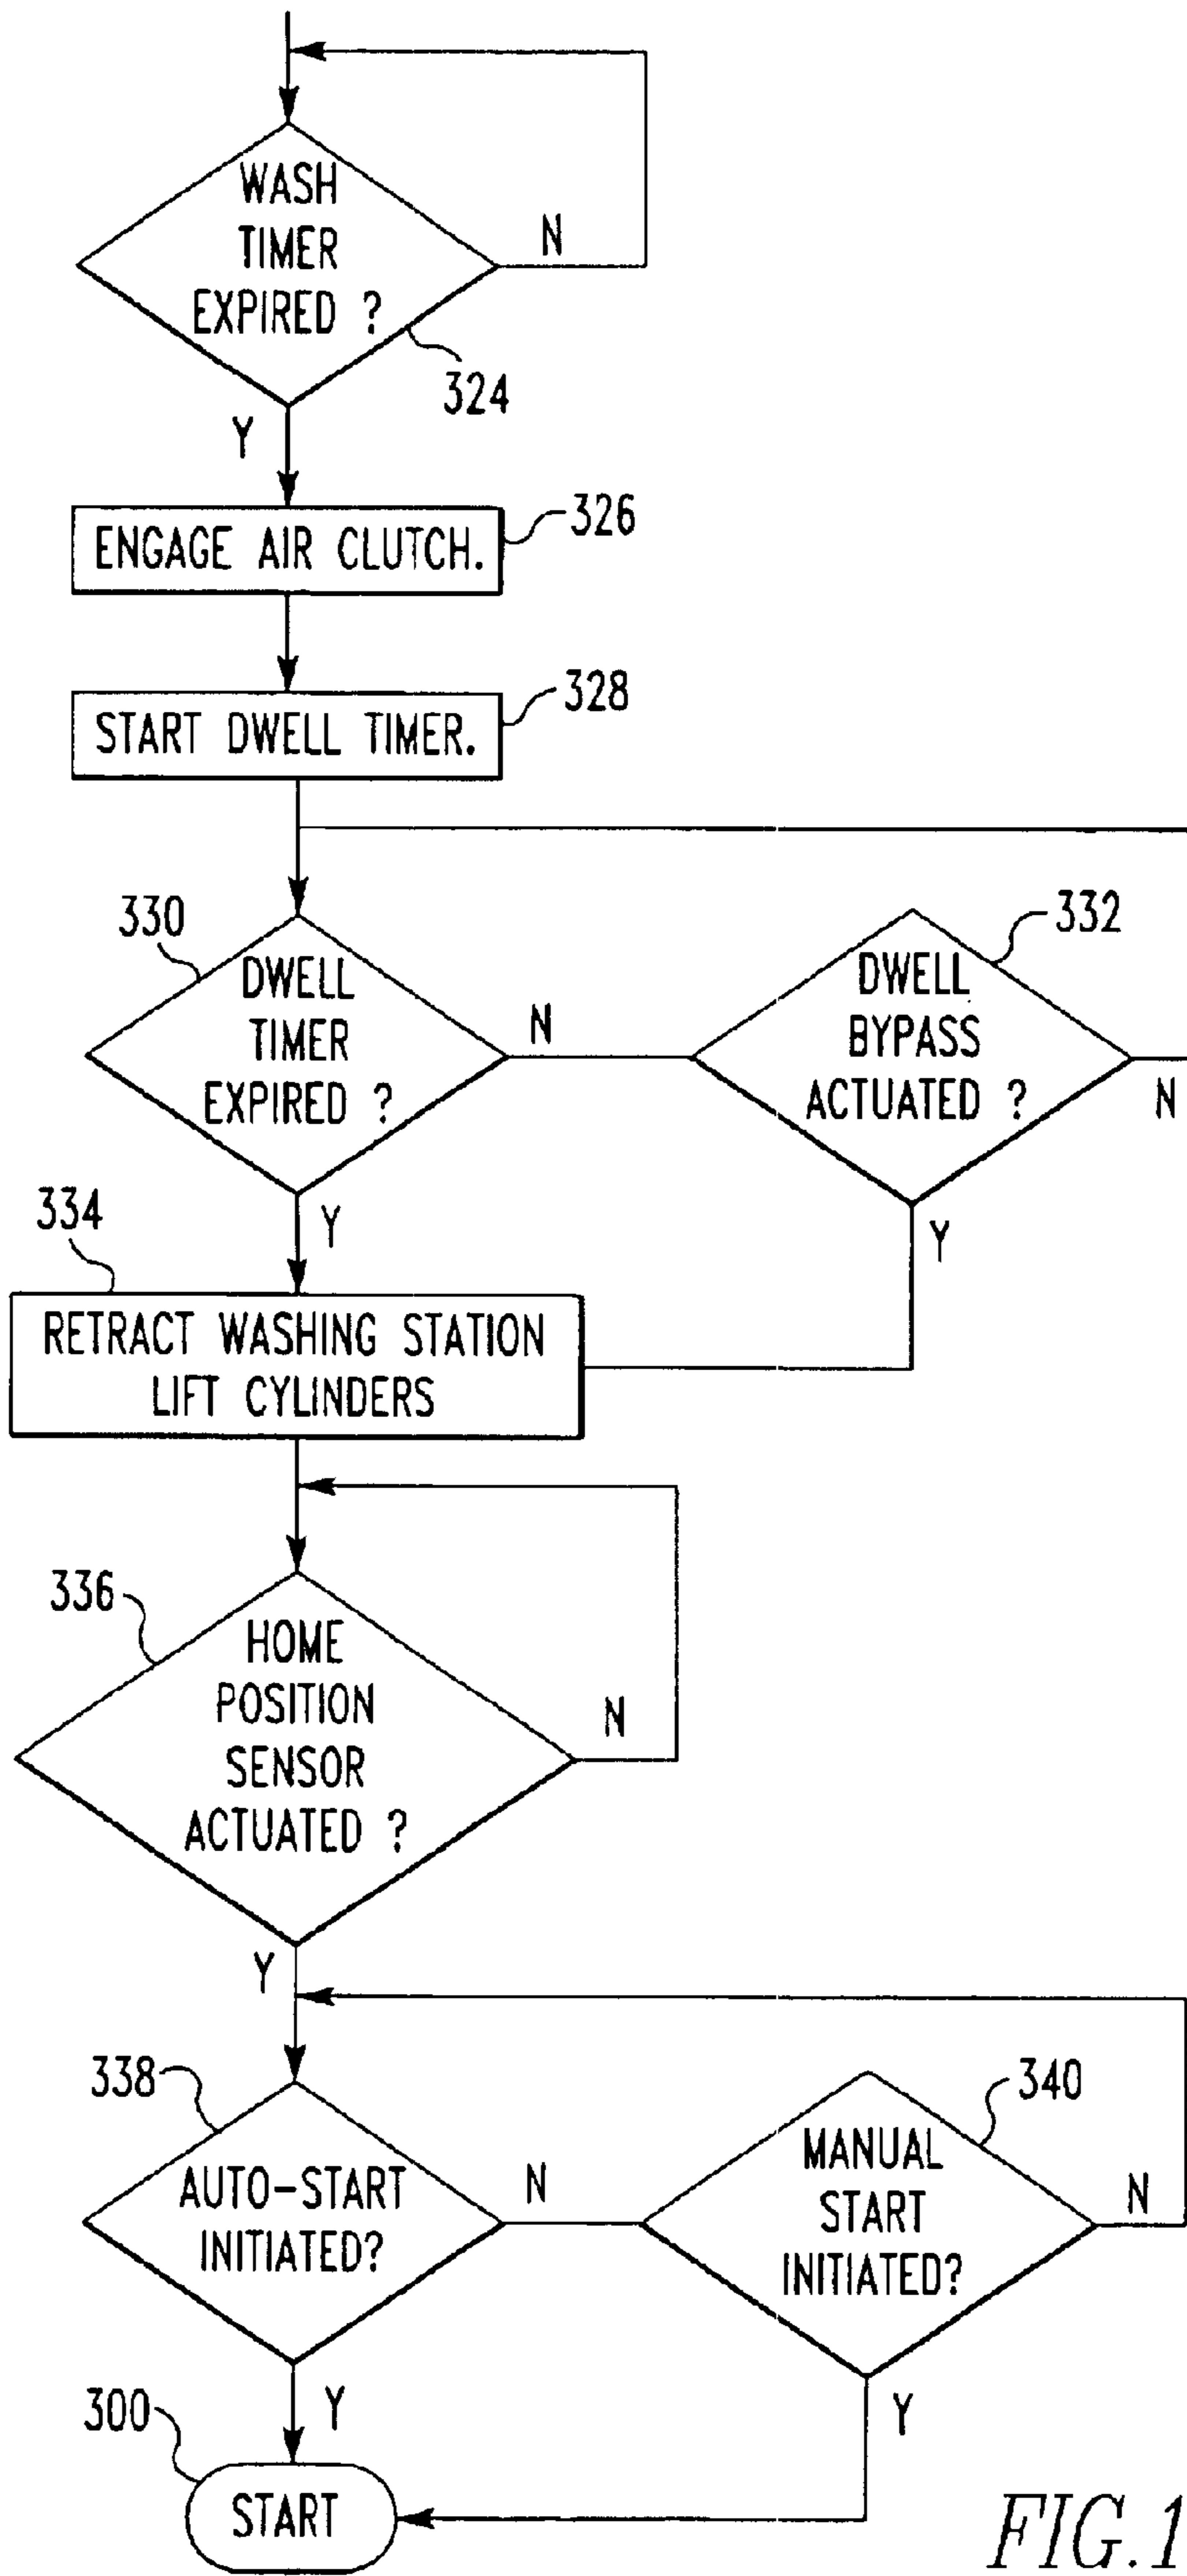 WASH
TIMER
EXPIRED ?
N
324
Y
ENGAGE AIR CLUTCH.
326
START DWELL TIMER.
328
330
DWELL
TIMER
EXPIRED ?
N
332
DWELL
BYPASS
ACTUATED ?
N
Y
Y
334
RETRACT WASHING STATION
LIFT CYLINDERS
336
HOME
POSITION
SENSOR
ACTUATED ?
N
Y
338
AUTO-START
INITIATED?
N
340
MANUAL
START
INITIATED?
N
Y
Y
300
START
FIG.1